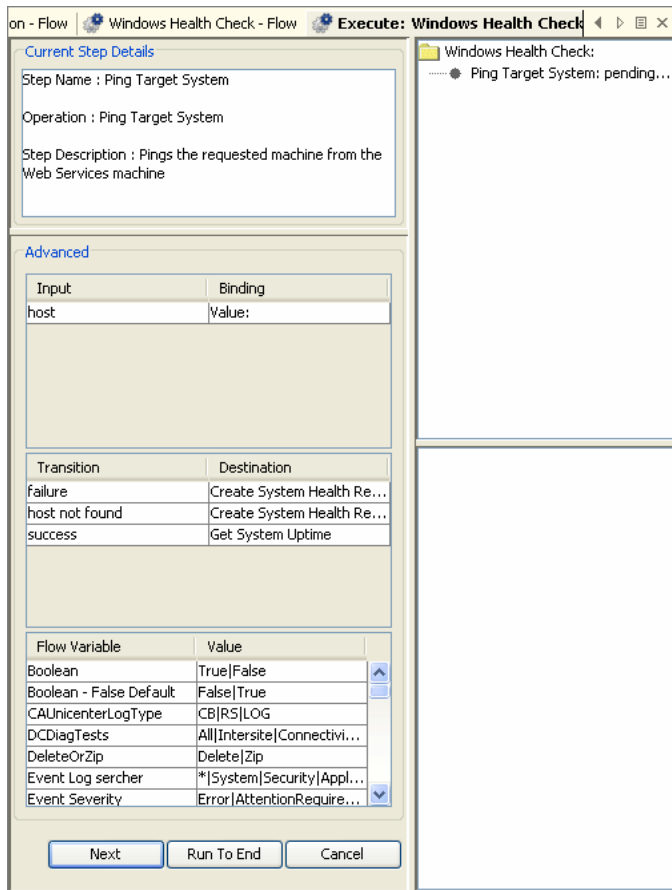 on - Flow Windows Health Check - Flow Execute: Windows Health Check
Current Step Details
Step Name : Ping Target System
Operation : Ping Target System
Step Description : Pings the requested machine from the
Web Services machine
Windows Health Check:
Ping Target System: pending...
Advanced
Input Binding
host Value:
Transition Destination
failure Create System Health Re...
host not found Create System Health Re...
success Get System Uptime
Flow Variable Value
Boolean True|False
Boolean - False Default False|True
CAUnicenterLogType CB|RS|LOG
DCDiagTests All|Intersite|Connectivi...
DeleteOrZip Delete|Zip
Event Log sercher *|System|Security|Appl...
Event Severity Error|AttentionRequire...
Next Run To End Cancel